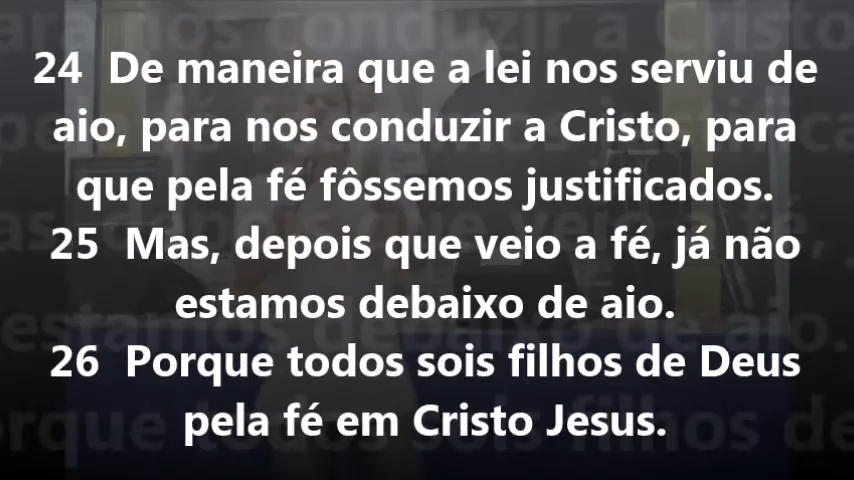 24 De maneira que a lei nos serviu de
aio, para nos conduzir a Cristo, para
que pela fé fôssemos justificados.
25 Mas, depois que veio a fé, já não
estamos debaixo de aio.
26 Porque todos sois filhos de Deus
pela fé em Cristo Jesus.